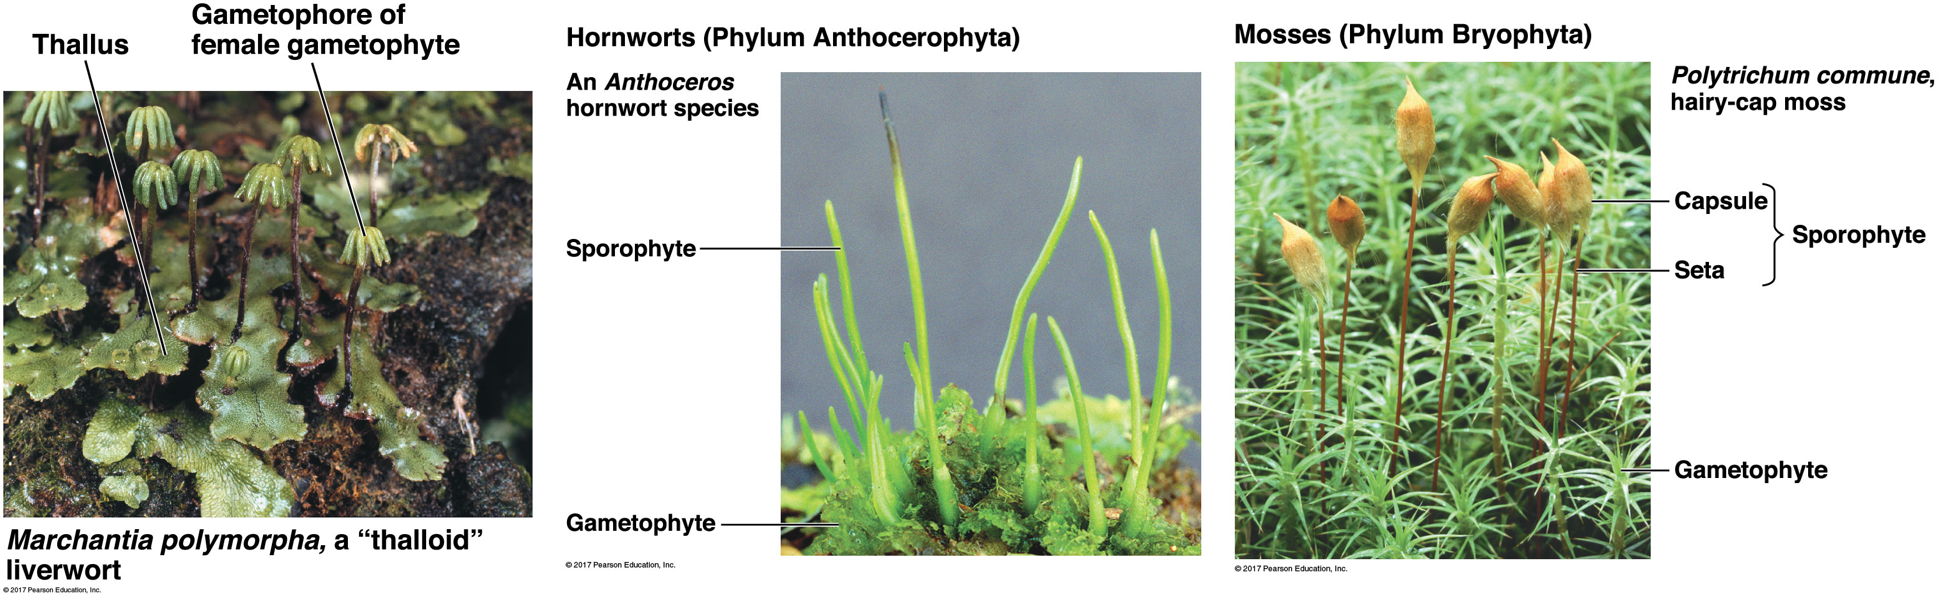 Thallus
Gametophore of
female gametophyte
Marchantia polymorpha, a “thalloid”
liverwort
© 2017 Pearson Education, Inc.
Hornworts (Phylum Anthocerophyta)
An Anthoceros
hornwort species
Sporophyte
Gametophyte
© 2017 Pearson Education, Inc.
Mosses (Phylum Bryophyta)
Polytrichum commune,
hairy-cap moss
Capsule
Sporophyte
Seta
Gametophyte
© 2017 Pearson Education, Inc.